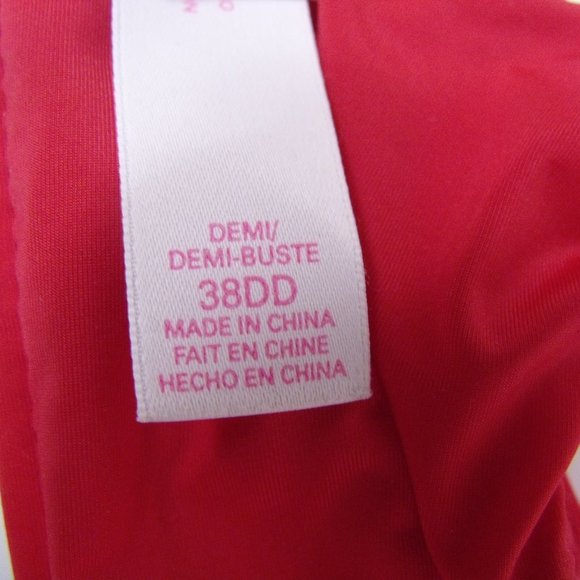 DEMI/
DEMI-BUSTE
38DD
MADE IN CHINA
FAIT EN CHINE
HECHO EN CHINA